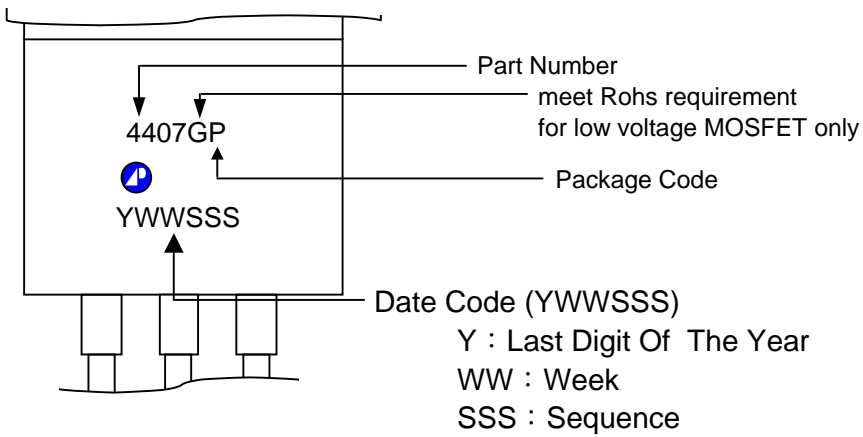 Part Number
meet Rohs requirement
for low voltage MOSFET only
4407GP
Package Code
YWWSSS
Date Code (YWWSSS)
Y：Last Digit Of The Year
WW：Week
SSS：Sequence